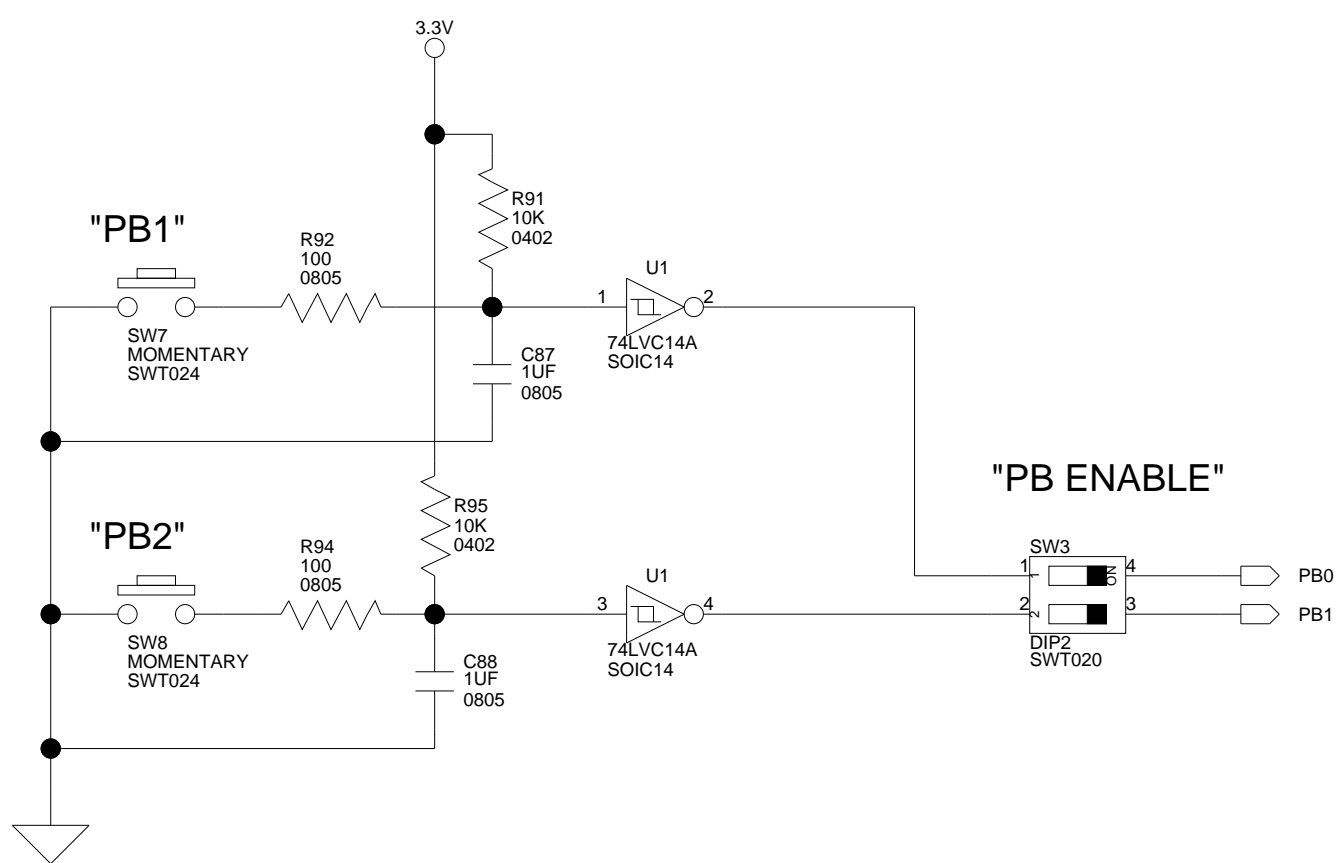 3.3V
"PB1"
R92
100
0805
R91
10K
0402
U1
1
2
74LVC14A
SOIC14
SW7
MOMENTARY
SWT024
C87
1UF
0805
"PB ENABLE"
"PB2"
R94
100
0805
R95
10K
0402
U1
3
4
74LVC14A
SOIC14
SW8
MOMENTARY
SWT024
C88
1UF
0805
SW3
1
1
ON
4
PB0
2
2
3
PB1
DIP2
SWT020